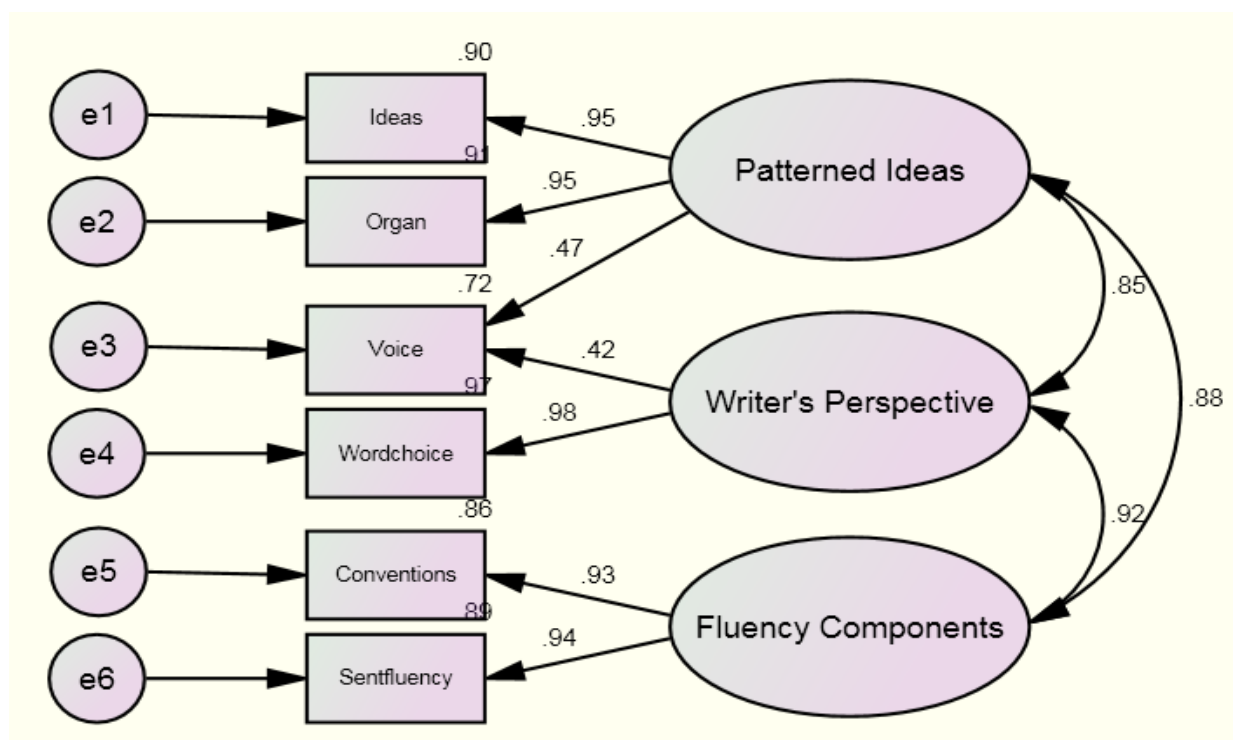 .90
e1
Ideas
.95
Patterned Ideas
.91
e2
Organ
.95
.47
.72
.85
e3
Voice
.42
Writer's Perspective
.88
.97
e4
Wordchoice
.98
.86
.92
e5
Conventions
.93
.89
Fluency Components
e6
Sentfluency
.94